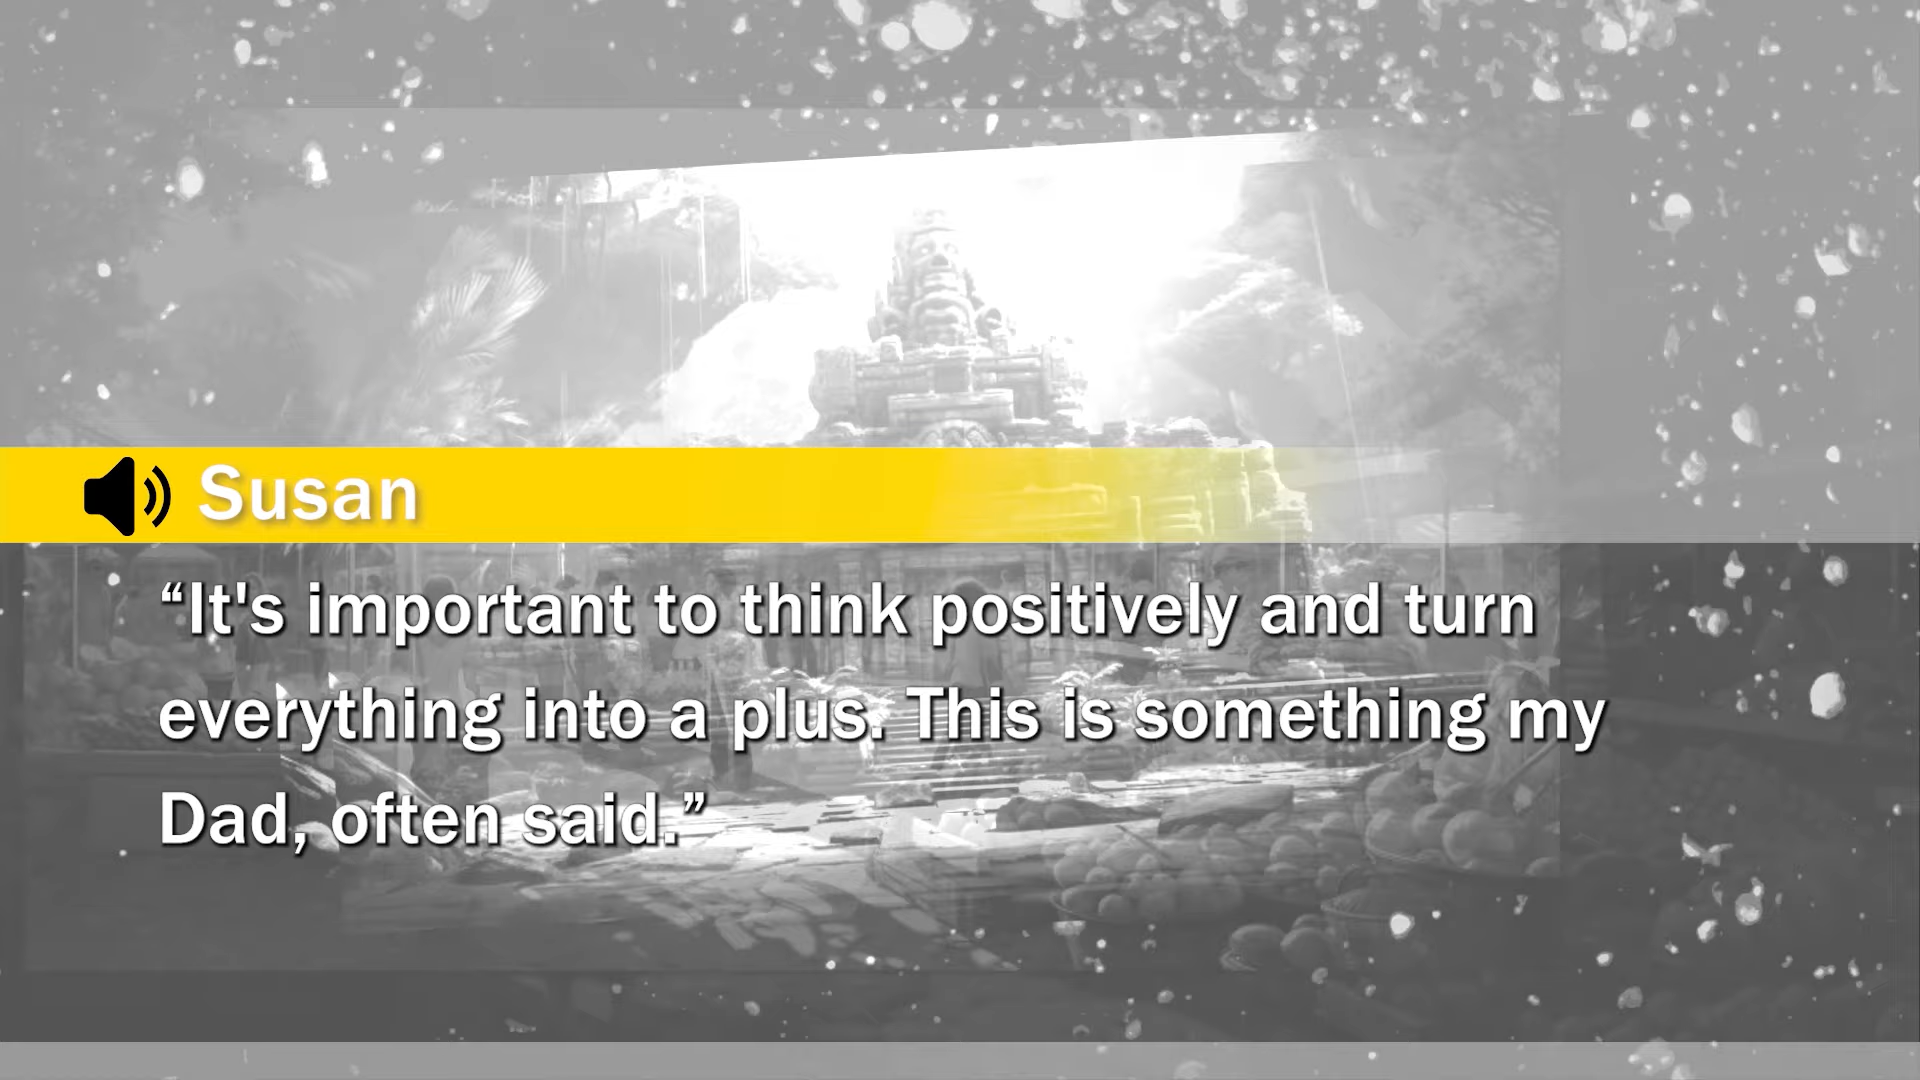 Susan
“It's important to think positively and turn
everything into a plus. This is something my
Dad, often said.”